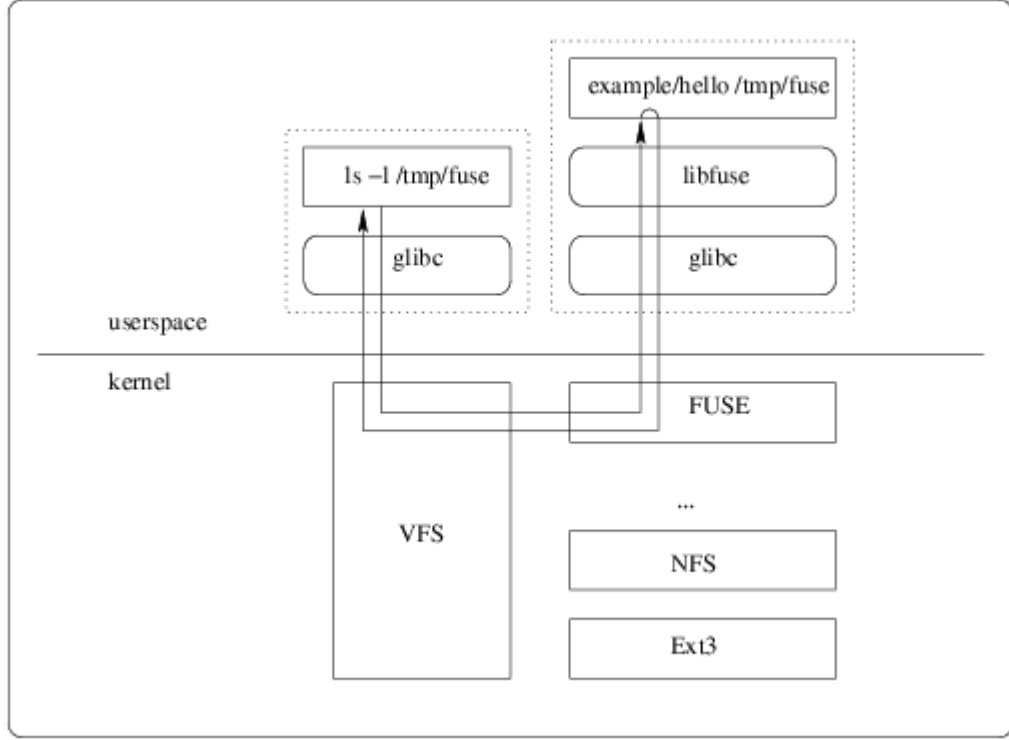 example/hello /tmp/fuse
ls –l /tmp/fuse
libfuse
glibc
glibc
userspace
kernel
FUSE
...
VFS
NFS
Ext3